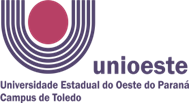 unioeste
Universidade Estadual do Oeste do Paraná
Campus de Toledo